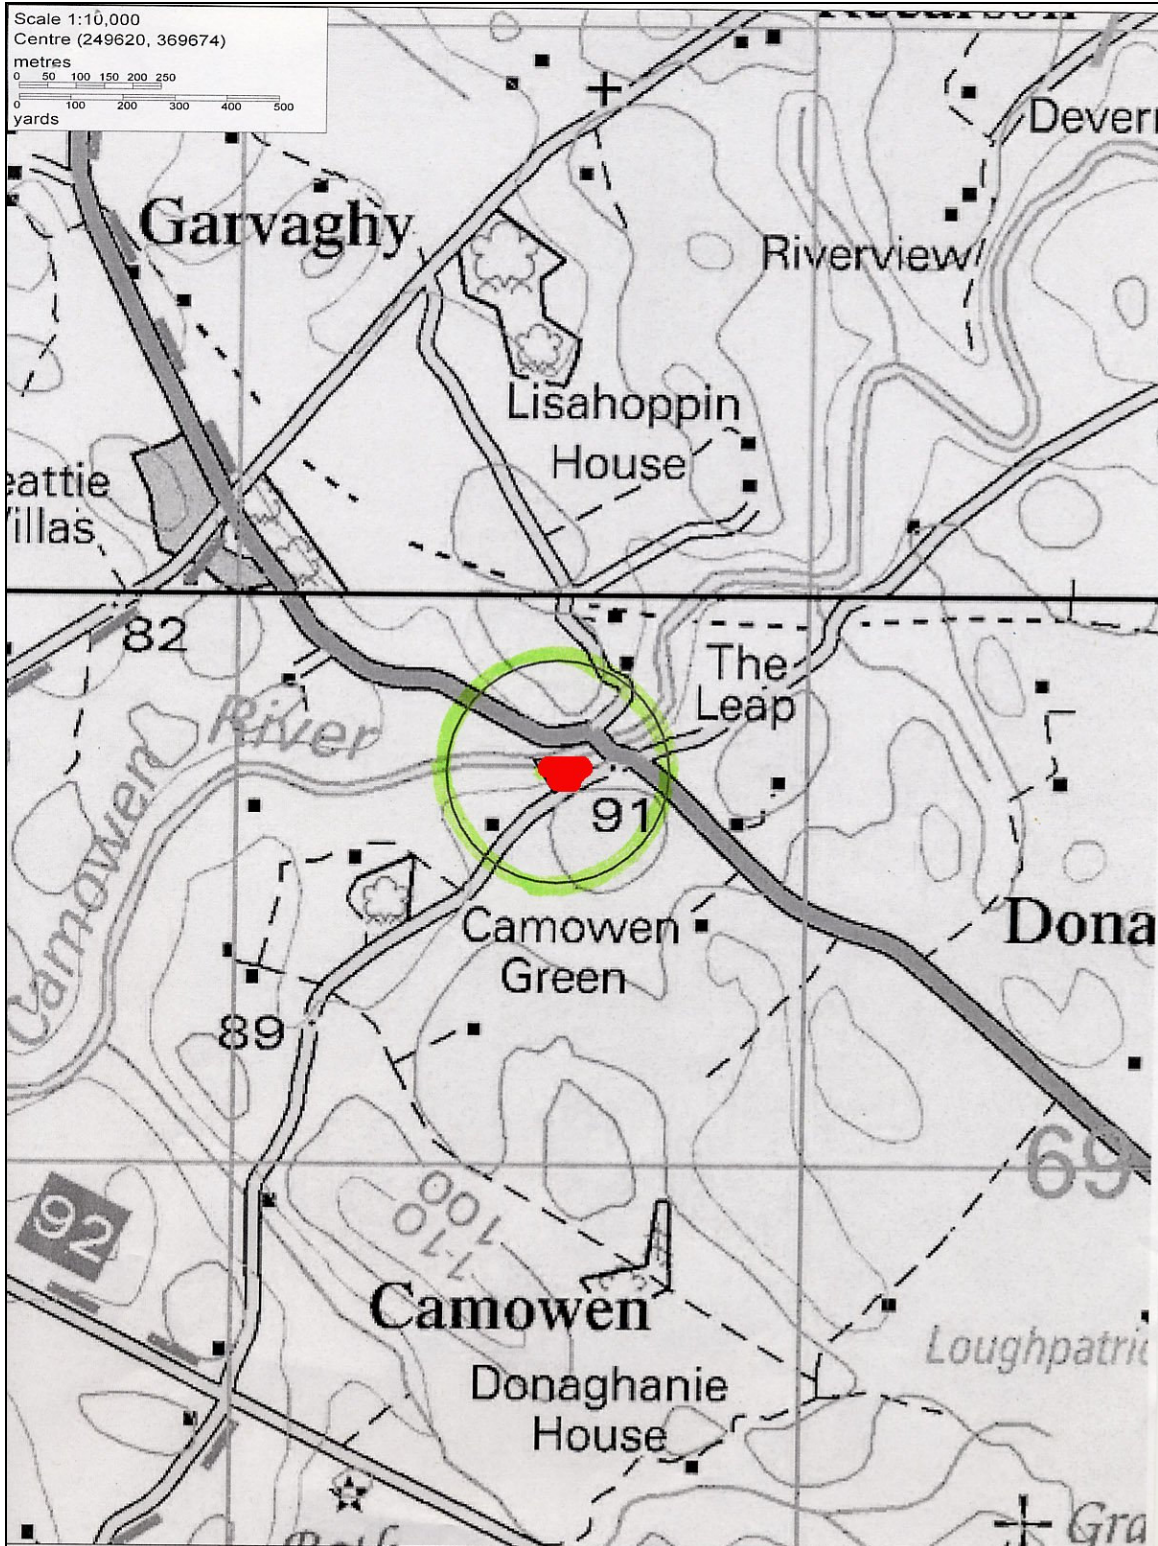 Scale 1:10,000
Centre (249620, 369674)
metres
0 50 100 150 200 250
0 100 200 300 400 500
yards
Garvaghy
Riverview
Lisahoppin
House
82
The
Leap
River
Camowen
91
Camowen
Green
89
69
92
100
110
Camowen
Donaghanie
House